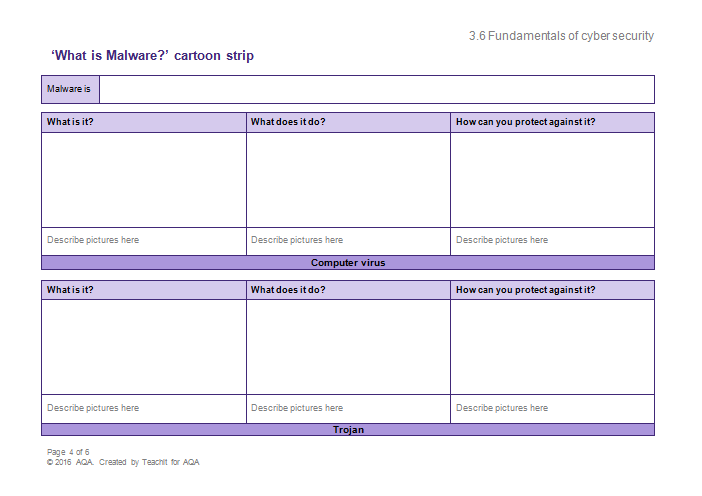 3.6 Fundamentals of cyber security
‘What is Malware?’ cartoon strip
Malware is
What is it? What does it do? How can you protect against it?
Describe pictures here Describe pictures here Describe pictures here
Computer virus
What is it? What does it do? How can you protect against it?
Describe pictures here Describe pictures here Describe pictures here
Trojan
Page 4 of 6
© 2016 AQA. Created by Teachit for AQA